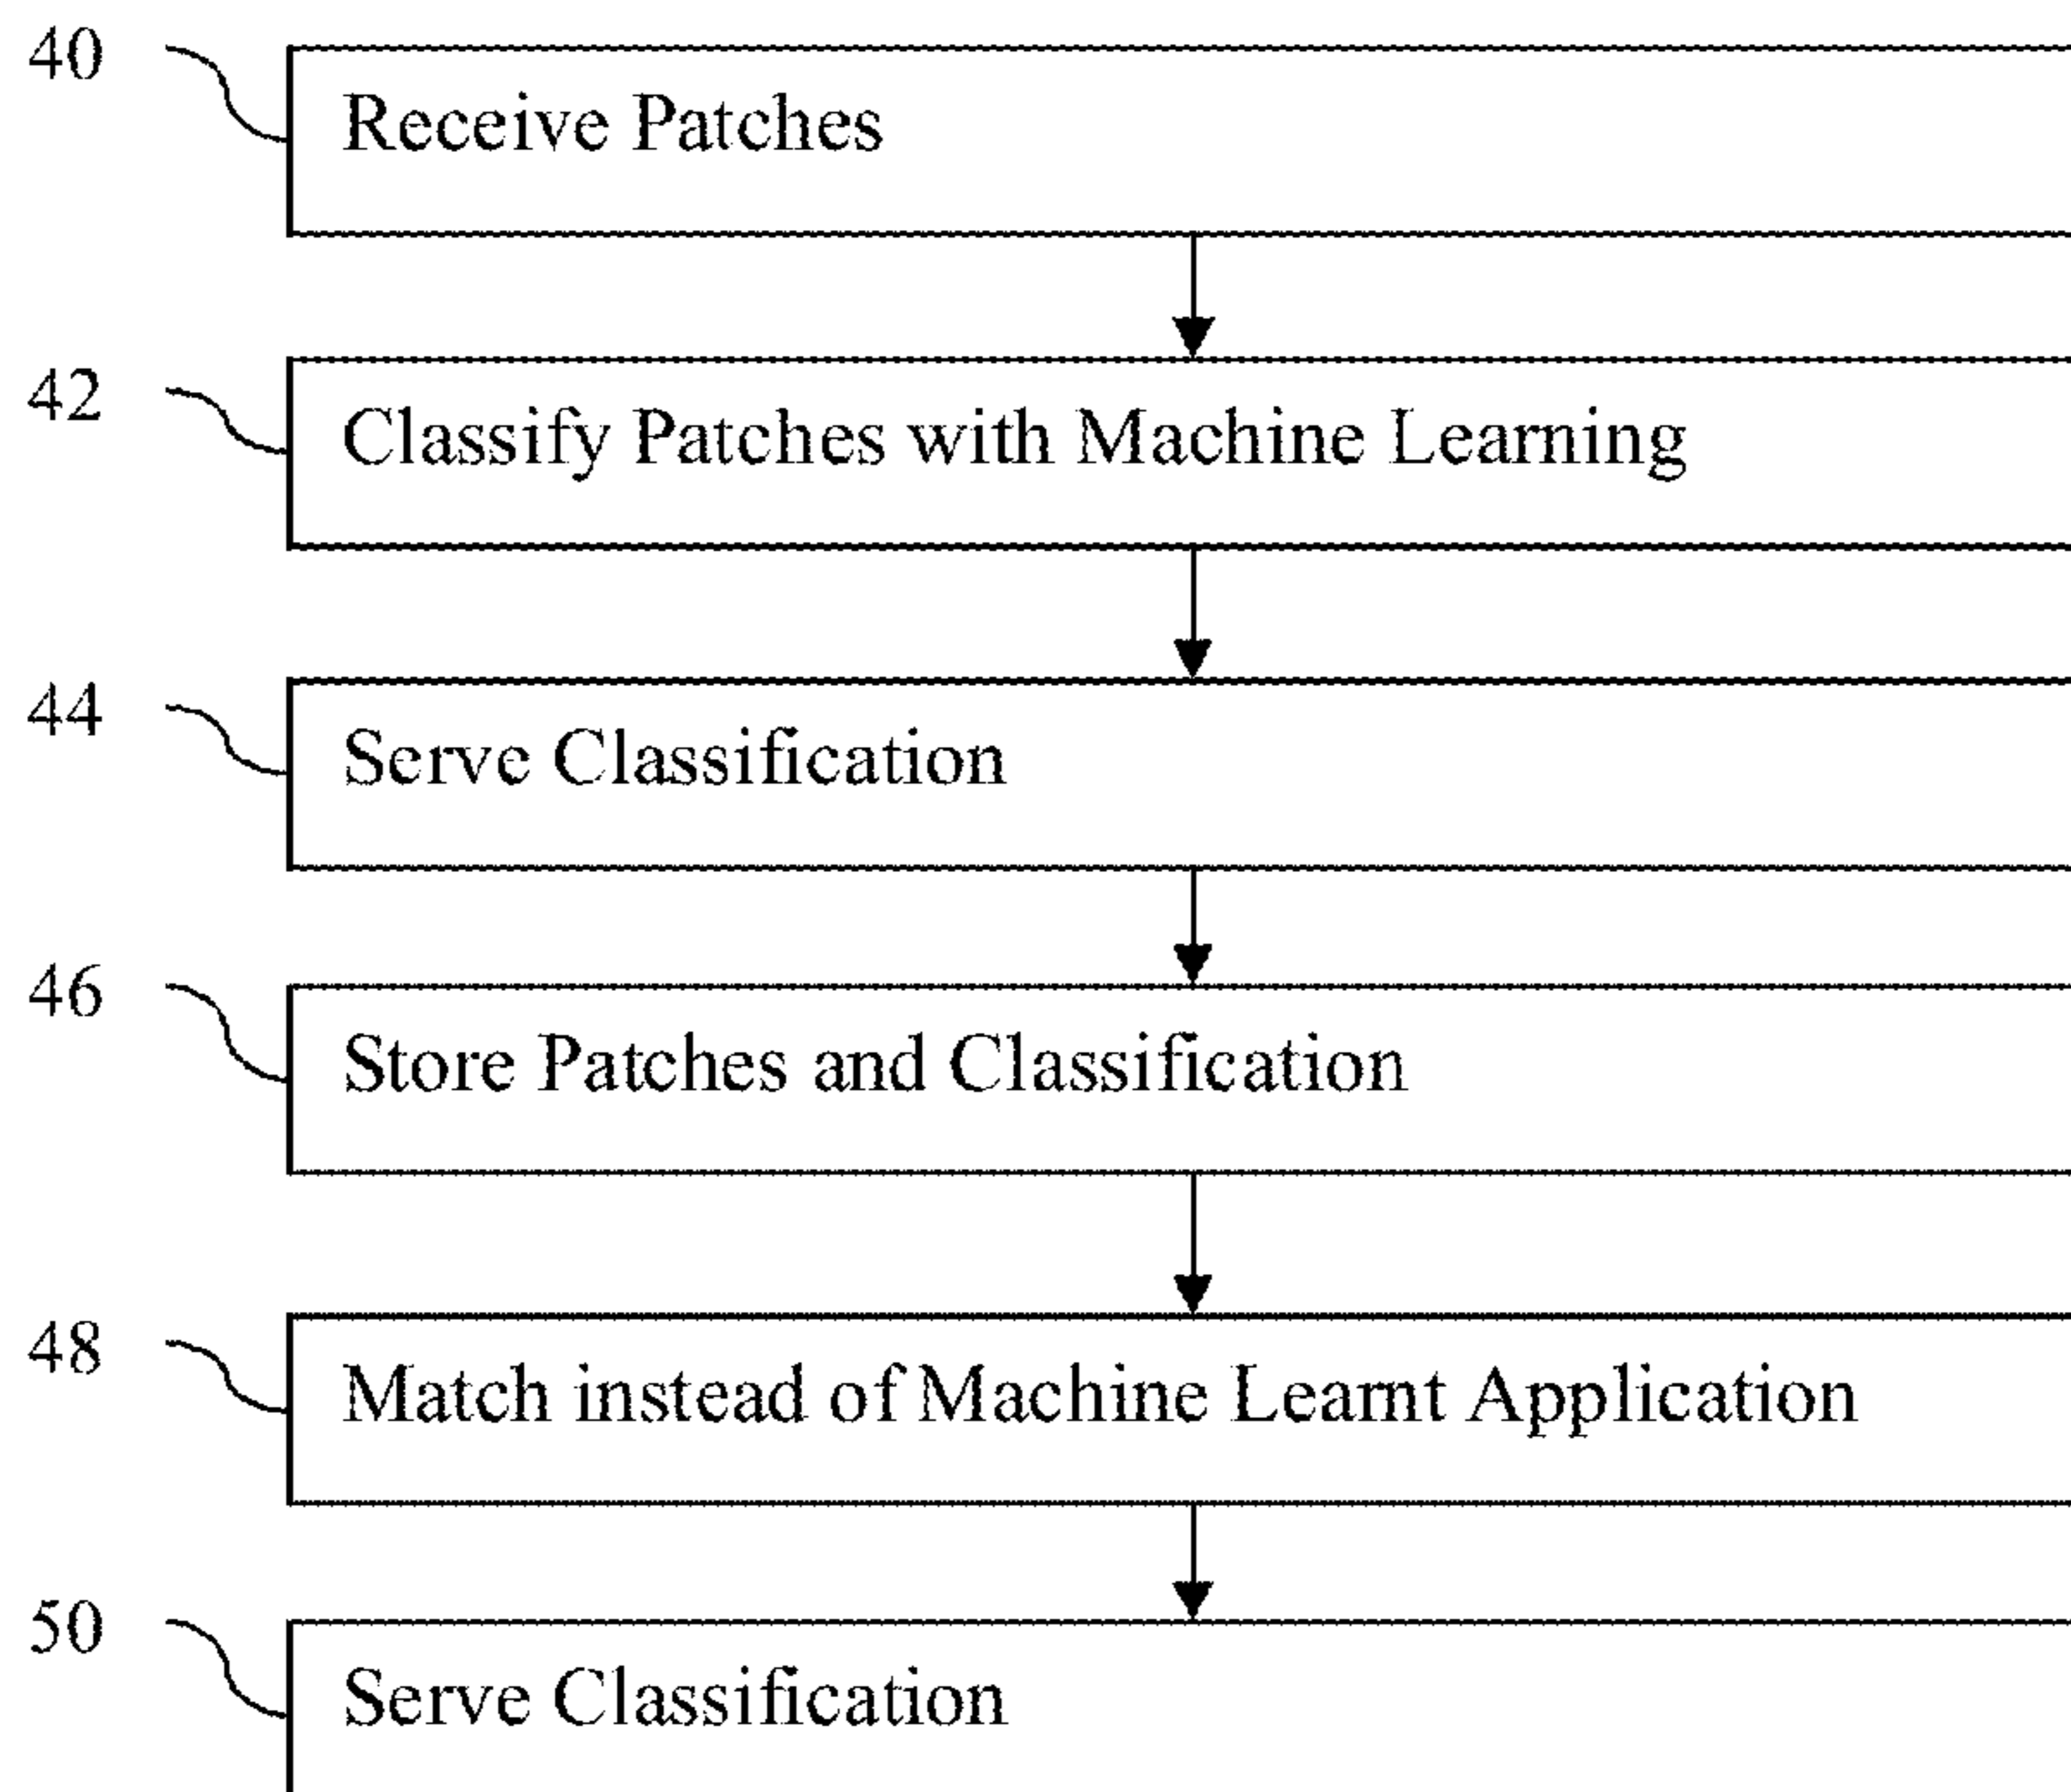 40
Receive Patches
42
Classify Patches with Machine Learning
44
Serve Classification
46
Store Patches and Classification
48
Match instead of Machine Learnt Application
50
Serve Classification